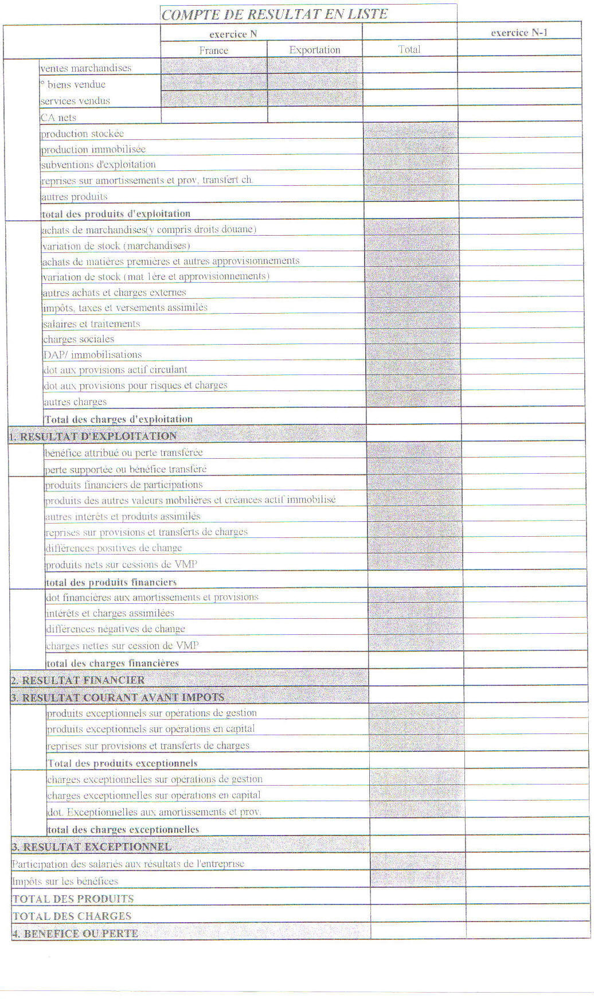 COMPTE DE RESULTAT EN LISTE
exercice N
exercice N-1
France
Exportation
Total
ventes marchandises
° biens vendue
services vendus
CA nets
production stockée
production immobilisée
subventions d'exploitation
reprises sur amortissements et prov, transfert ch.
autres produits
total des produits d'exploitation
achats de marchandises(y compris droits douane)
variation de stock (marchandises)
achats de matières premières et autres approvisionnements
variation de stock (mat 1ère et approvisionnements)
autres achats et charges externes
impôts, taxes et versements assimilés
salaires et traitements
charges sociales
DAP/ immobilisations
dot aux provisions actif circulant
dot aux provisions pour risques et charges
autres charges
Total des charges d'exploitation
1. RESULTAT D'EXPLOITATION
bénéfice attribué ou perte transférée
perte supportée ou bénéfice transféré
produits financiers de participations
produits des autres valeurs mobilières et créances actif immobilisé
autres interêts et produits assimilés
reprises sur provisions et transferts de charges
différences positives de change
produits nets sur cessions de VMP
total des produits financiers
dot financières aux amortissements et provisions
intérêts et charges assimilées
différences négatives de change
charges nettes sur cession de VMP
total des charges financières
2. RESULTAT FINANCIER
3. RESULTAT COURANT AVANT IMPOTS
produits exceptionnels sur opérations de gestion
produits exceptionnels sur opérations en capital
reprises sur provisions et transferts de charges
Total des produits exceptionnels
charges exceptionnelles sur opérations de gestion
charges exceptionnelles sur opérations en capital
dot. Exceptionnelles aux amortissements et prov.
total des charges exceptionnelles
3. RESULTAT EXCEPTIONNEL
Participation des salariés aux résultats de l'entreprise
Impôts sur les bénéfices
TOTAL DES PRODUITS
TOTAL DES CHARGES
4. BENEFICE OU PERTE